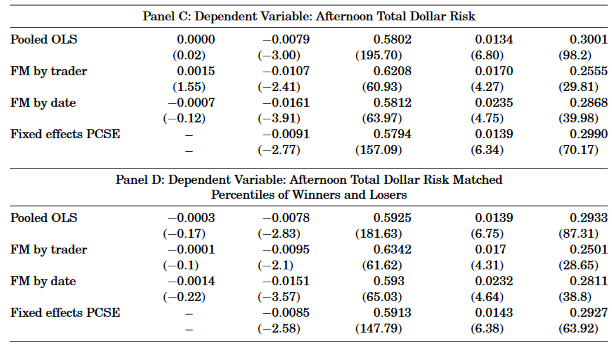 Panel C: Dependent Variable: Afternoon Total Dollar Risk
Pooled OLS 0.0000 −0.0079 0.5802 0.0134 0.3001
(0.02) (−3.00) (195.70) (6.80) (98.2)
FM by trader 0.0015 −0.0107 0.6208 0.0170 0.2555
(1.55) (−2.41) (60.93) (4.27) (29.81)
FM by date −0.0007 −0.0161 0.5812 0.0235 0.2868
(−0.12) (−3.91) (63.97) (4.75) (39.98)
Fixed effects PCSE – −0.0091 0.5794 0.0139 0.2990
– (−2.77) (157.09) (6.34) (70.17)
Panel D: Dependent Variable: Afternoon Total Dollar Risk Matched
Percentiles of Winners and Losers
Pooled OLS −0.0003 −0.0078 0.5925 0.0139 0.2933
(−0.17) (−2.83) (181.63) (6.75) (87.31)
FM by trader −0.0001 −0.0095 0.6342 0.017 0.2501
(−0.1) (−2.1) (61.62) (4.31) (28.65)
FM by date −0.0014 −0.0151 0.593 0.0232 0.2811
(−0.22) (−3.57) (65.03) (4.64) (38.8)
Fixed effects PCSE – −0.0085 0.5913 0.0143 0.2927
– (−2.58) (147.79) (6.38) (63.92)